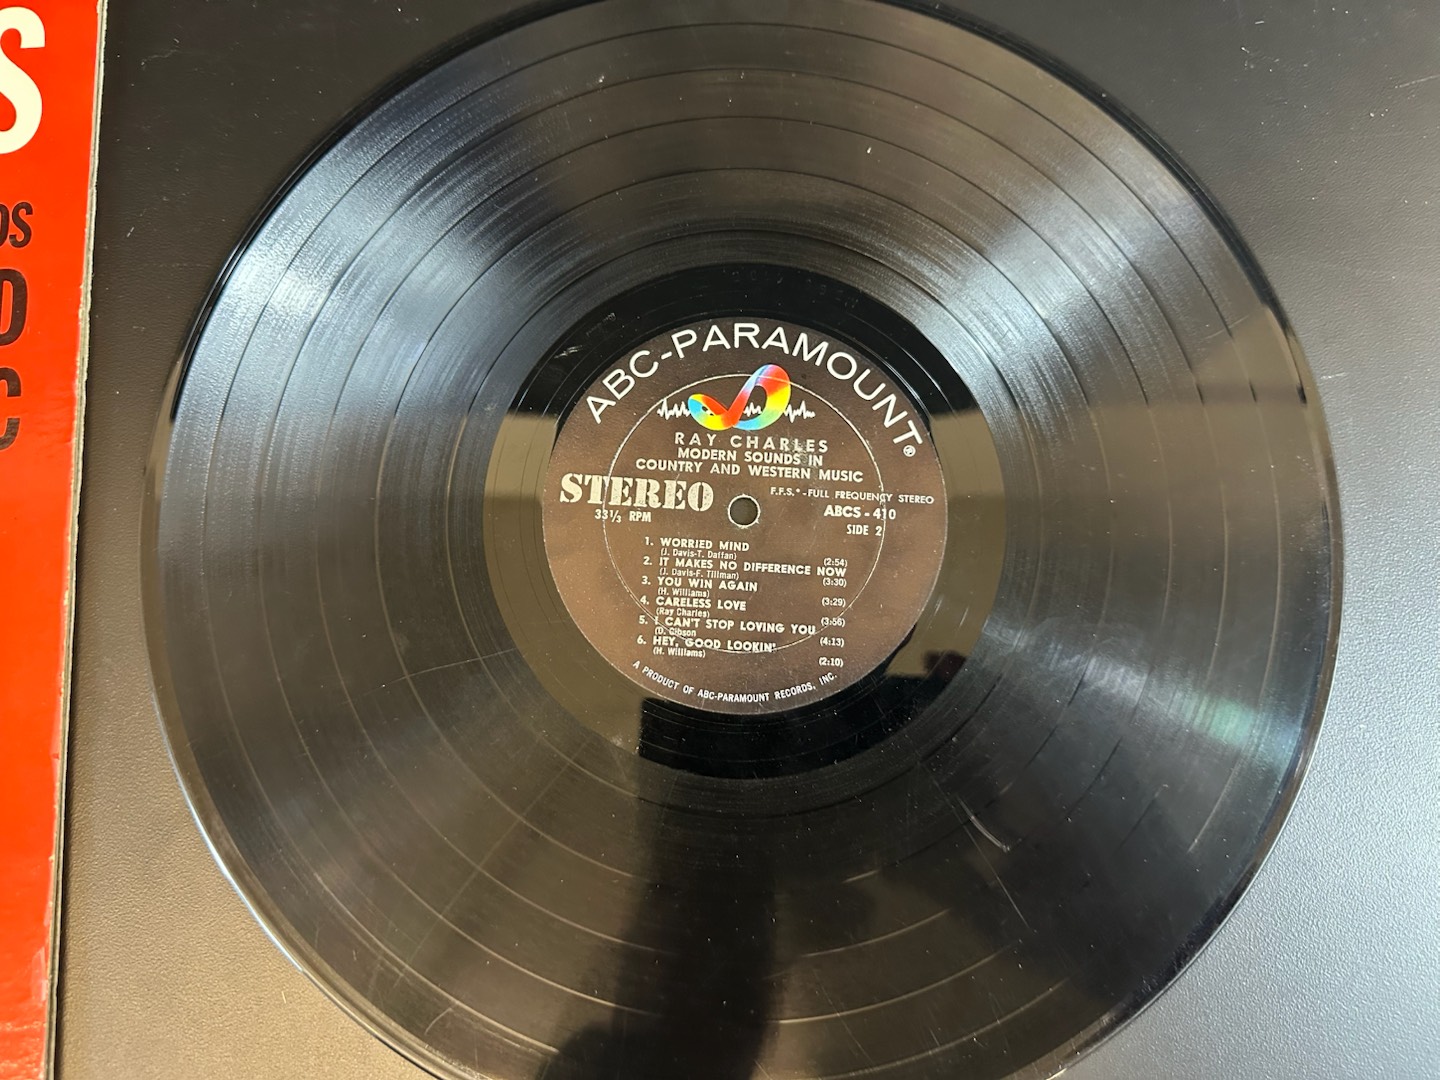 S
DS
D
C
ABC-PARAMOUNT®
RAY CHARLES
MODERN SOUNDS IN
COUNTRY AND WESTERN MUSIC
STEREO
F.F.S.*-FULL FREQUENCY STEREO
33⅓ RPM
ABCS-410
SIDE 2
1. WORRIED MIND
(J. Davis-T. Daffan) (2:54)
2. IT MAKES NO DIFFERENCE NOW
(J. Davis-F. Tillman) (3:30)
3. YOU WIN AGAIN
(H. Williams) (3:29)
4. CARELESS LOVE
(Ray Charles) (3:56)
5. I CAN'T STOP LOVING YOU
(D. Gibson (4:13)
6. HEY, GOOD LOOKIN'
(H. Williams) (2:10)
A PRODUCT OF ABC-PARAMOUNT RECORDS, INC.